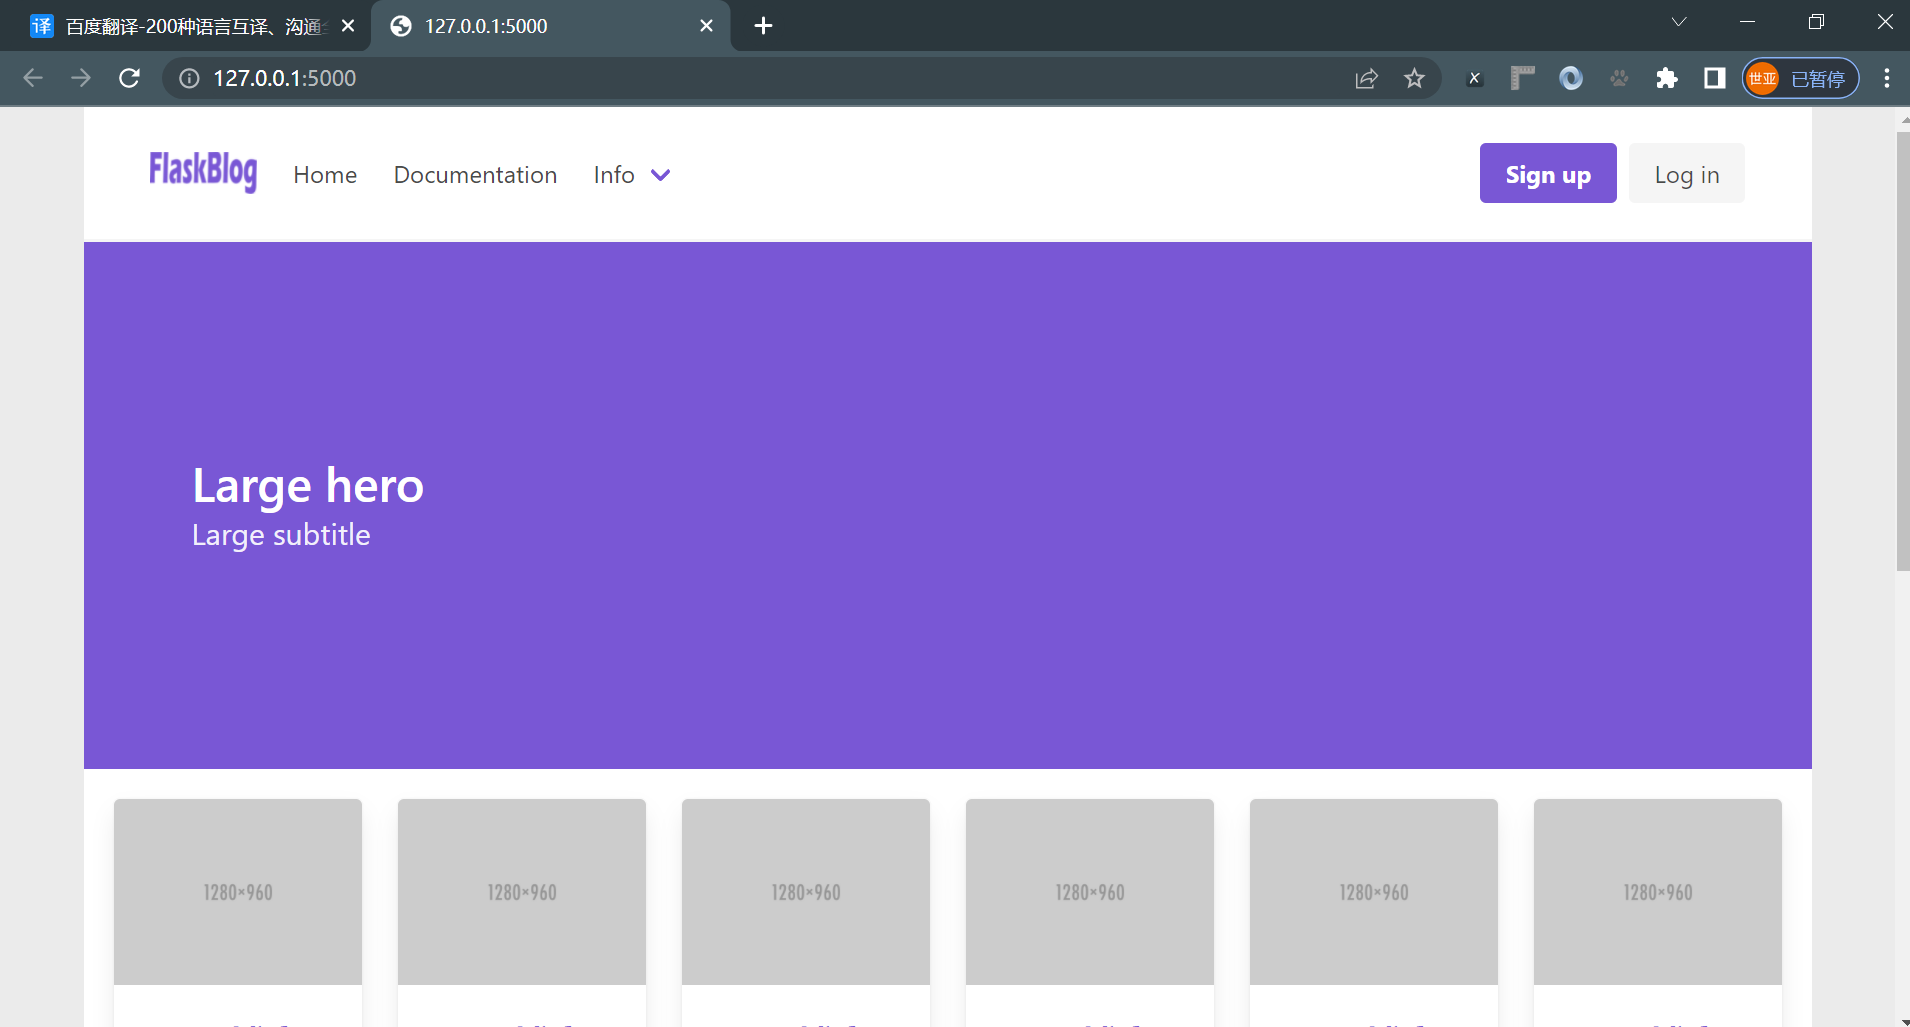 百度翻译-200种语言互译、沟通
127.0.0.1:5000
127.0.0.1:5000
世亚 已暂停
FlaskBlog Home Documentation Info Sign up Log in
Large hero
Large subtitle
1280×960 1280×960 1280×960 1280×960 1280×960 1280×960